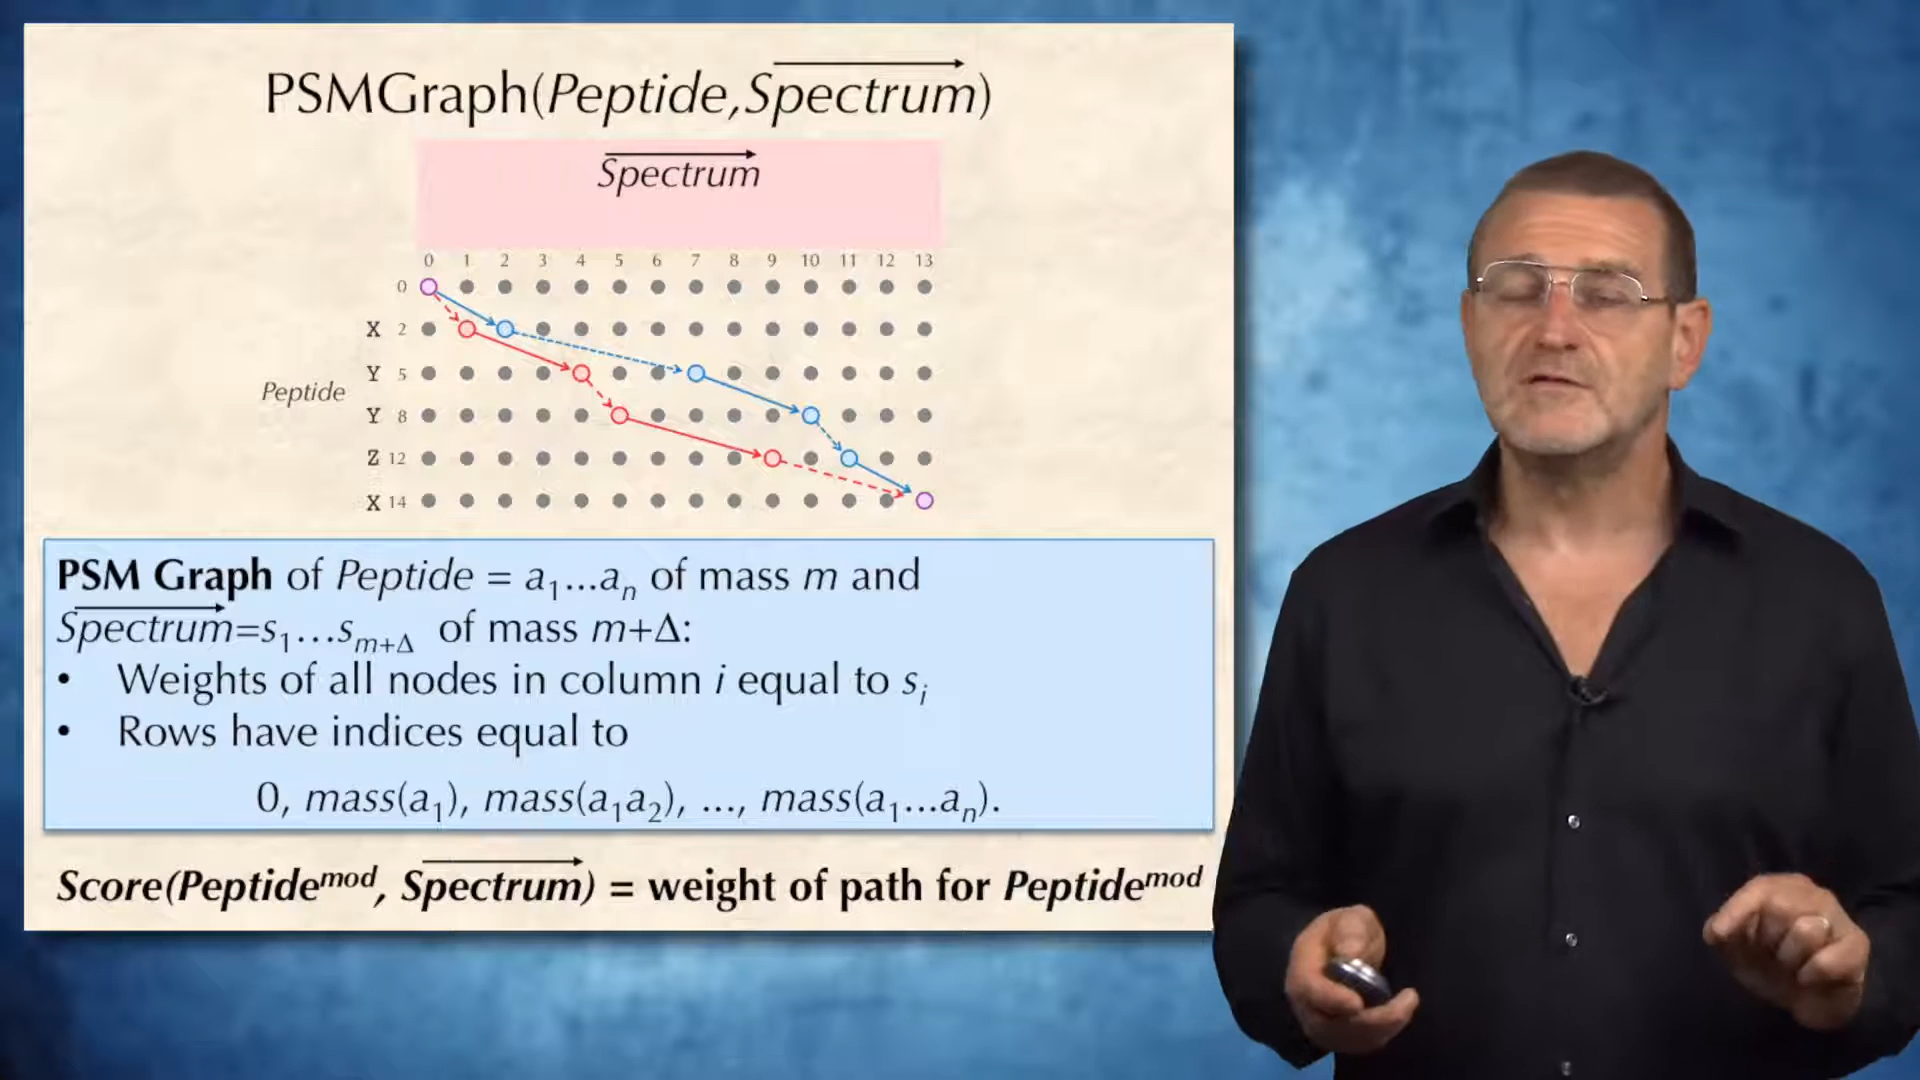 PSMGraph(Peptide,Spectrum)
Spectrum
0 1 2 3 4 5 6 7 8 9 10 11 12 13
0
X 2
Y 5
Peptide
Y 8
Z 12
X 14
PSM Graph of Peptide = a1...an of mass m and
Spectrum=s1...sm+Δ of mass m+Δ:
• Weights of all nodes in column i equal to si
• Rows have indices equal to
0, mass(a1), mass(a1a2), ..., mass(a1...an).
Score(Peptidemod, Spectrum) = weight of path for Peptidemod